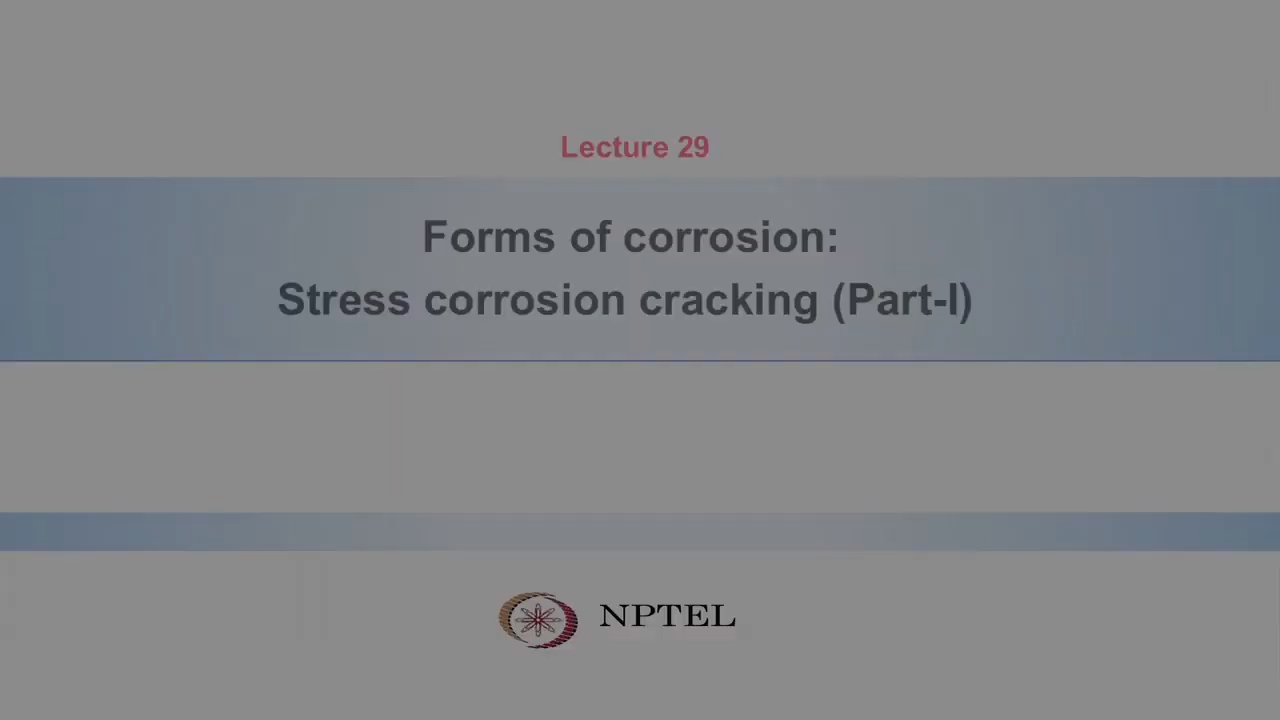 Lecture 29
Forms of corrosion:
Stress corrosion cracking (Part-I)
NPTEL